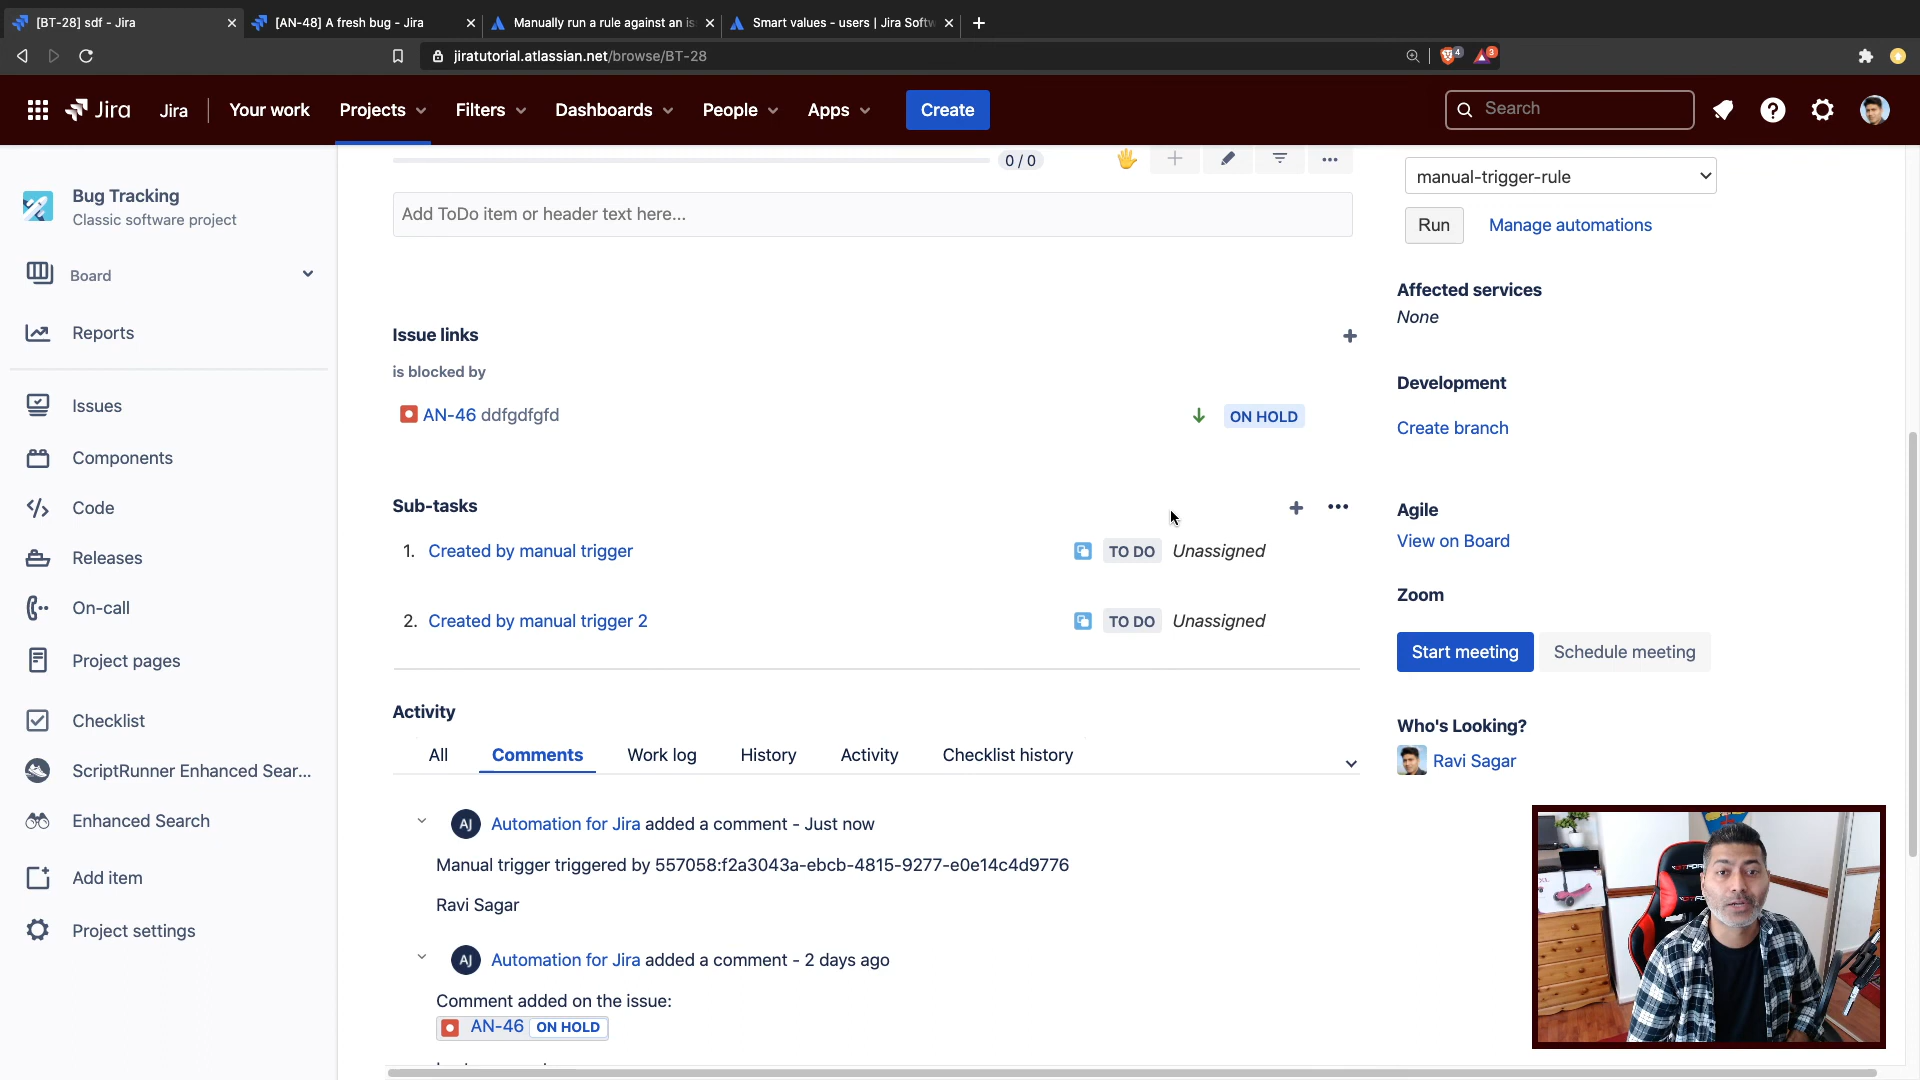 [BT-28] sdf - Jira
[AN-48] A fresh bug - Jira
Manually run a rule against an is
Smart values - users | Jira Softw
jiratutorial.atlassian.net/browse/BT-28
4
3
Jira
Jira
Your work
Projects
Filters
Dashboards
People
Apps
Create
Search
Bug Tracking
Classic software project
Board
Reports
Issues
Components
Code
Releases
On-call
Project pages
Checklist
ScriptRunner Enhanced Sear...
Enhanced Search
Add item
Project settings
0 / 0
Add ToDo item or header text here...
Issue links
is blocked by
AN-46 ddfgdfgfd
ON HOLD
Sub-tasks
1. Created by manual trigger
TO DO
Unassigned
2. Created by manual trigger 2
TO DO
Unassigned
Activity
All
Comments
Work log
History
Activity
Checklist history
AJ
Automation for Jira added a comment - Just now
Manual trigger triggered by 557058:f2a3043a-ebcb-4815-9277-e0e14c4d9776
Ravi Sagar
AJ
Automation for Jira added a comment - 2 days ago
Comment added on the issue:
AN-46 ON HOLD
manual-trigger-rule
Run
Manage automations
Affected services
None
Development
Create branch
Agile
View on Board
Zoom
Start meeting
Schedule meeting
Who's Looking?
Ravi Sagar